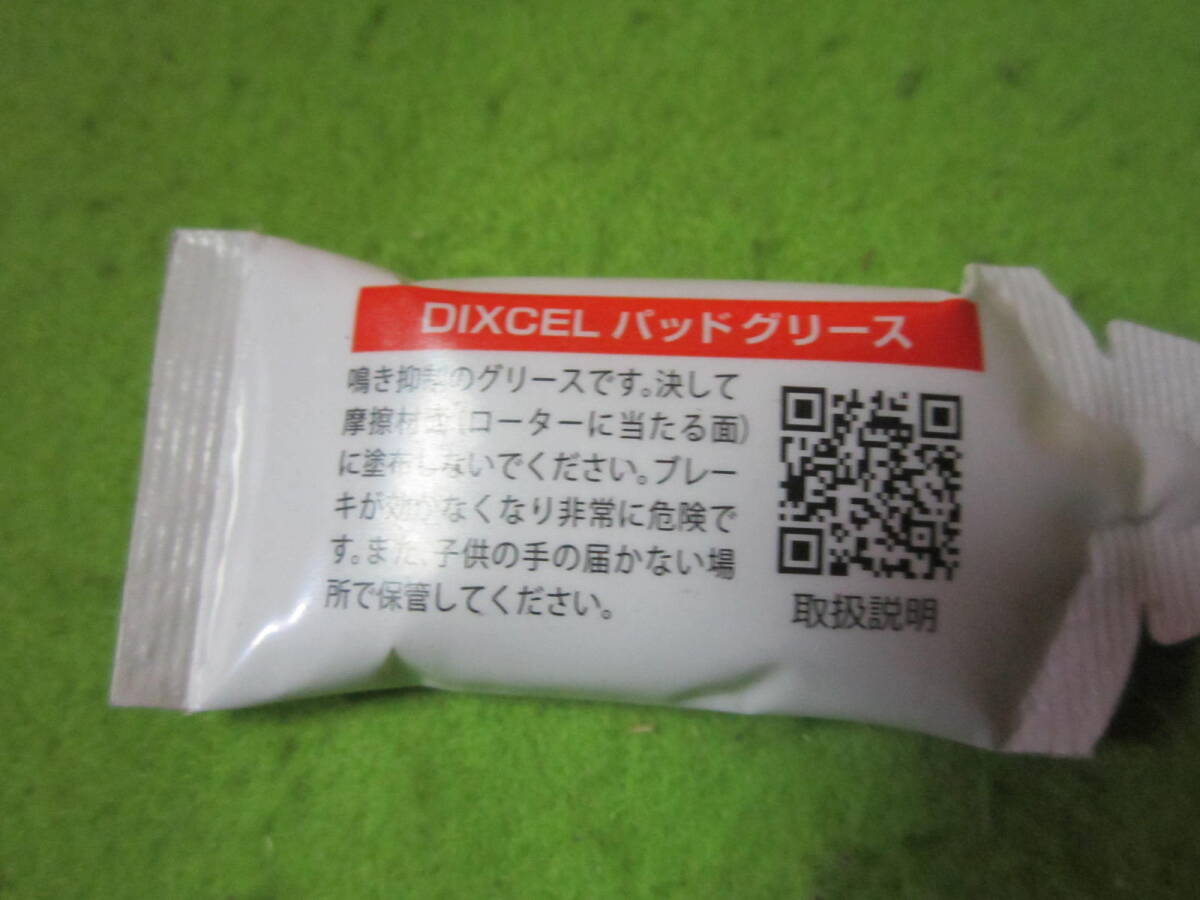 DIXCEL パッドグリース
鳴き抑制のグリースです。決して
摩擦材には(ローターに当たる面)
に塗布しないでください。ブレー
キが効かなくなり非常に危険で
す。また、子供の手の届かない場
所で保管してください。
取扱説明